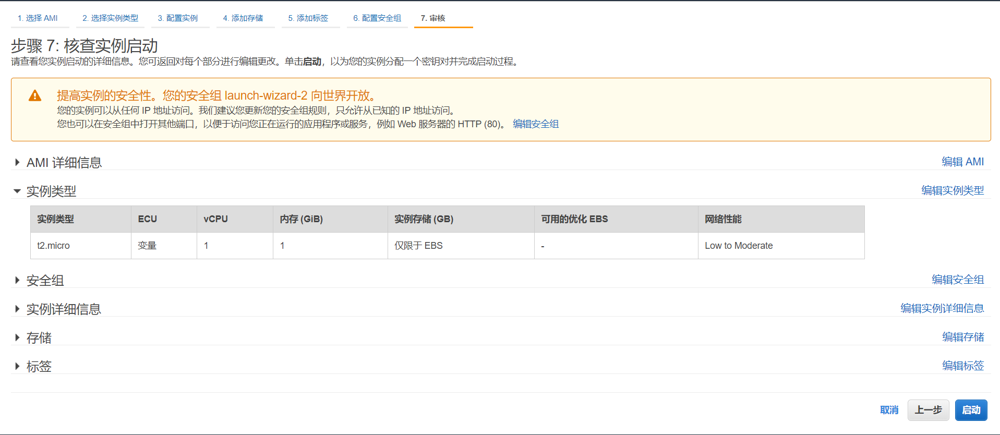 1. 选择 AMI 2. 选择实例类型 3. 配置实例 4. 添加存储 5. 添加标签 6. 配置安全组 7. 审核
步骤 7: 核查实例启动
请查看您实例启动的详细信息。您可返回对每个部分进行编辑更改。单击启动，以为您的实例分配一个密钥对并完成启动过程。
提高实例的安全性。您的安全组 launch-wizard-2 向世界开放。
您的实例可以从任何 IP 地址访问。我们建议您更新您的安全组规则，只允许从已知的 IP 地址访问。
您也可以在安全组中打开其他端口，以便于访问您正在运行的应用程序或服务，例如 Web 服务器的 HTTP (80)。 编辑安全组
AMI 详细信息 编辑 AMI
实例类型 编辑实例类型
实例类型 ECU vCPU 内存 (GiB) 实例存储 (GB) 可用的优化 EBS 网络性能
t2.micro 变量 1 1 仅限于 EBS - Low to Moderate
安全组 编辑安全组
实例详细信息 编辑实例详细信息
存储 编辑存储
标签 编辑标签
取消 上一步 启动